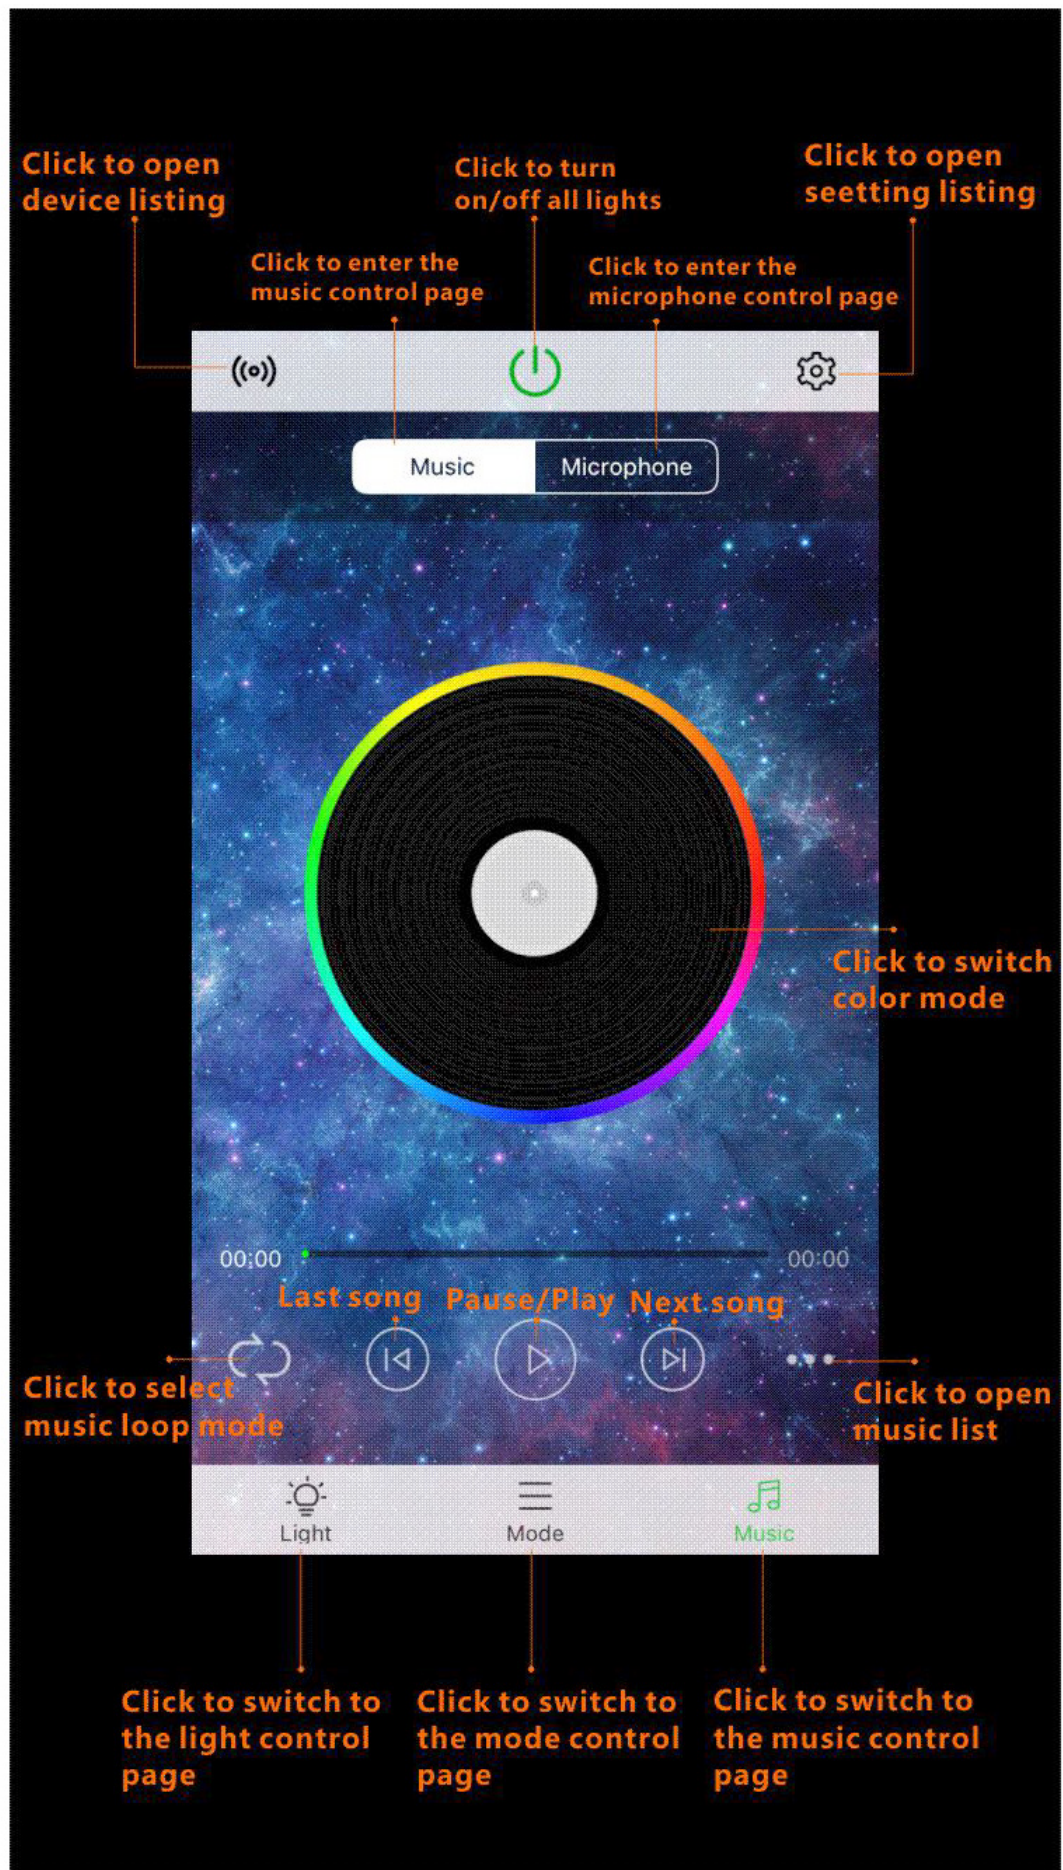 Click to open
device listing
Click to turn
on/off all lights
Click to open
seetting listing
Click to enter the
music control page
Click to enter the
microphone control page
Music
Microphone
Click to switch
color mode
00:00
00:00
Last song
Pause/Play
Next song
Click to select
music loop mode
Click to open
music list
Light
Mode
Music
Click to switch to
the light control
page
Click to switch to
the mode control
page
Click to switch to
the music control
page